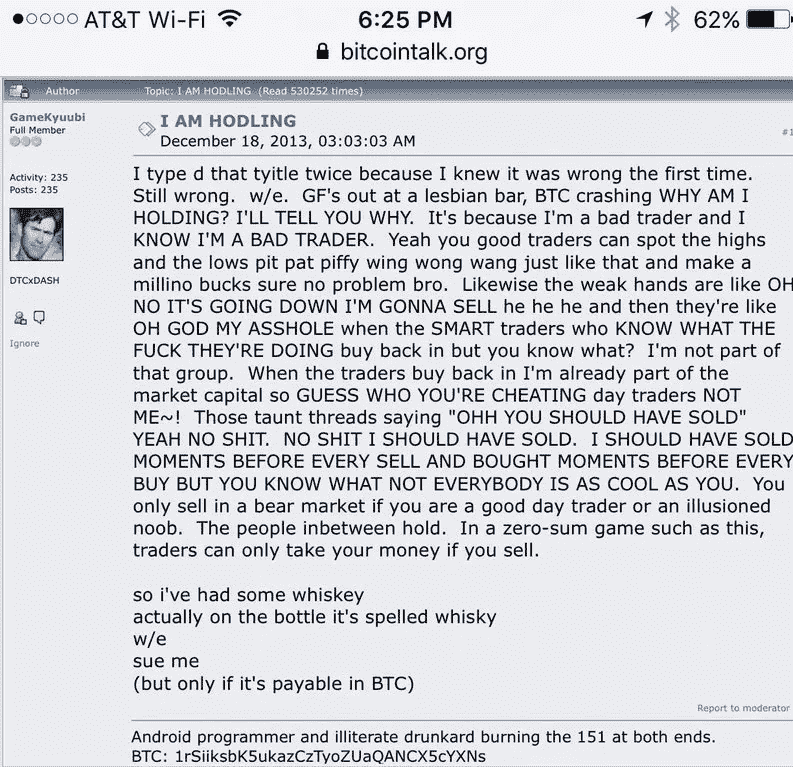 AT&T Wi-Fi 6:25 PM 62%
bitcointalk.org
Author Topic: I AM HODLING (Read 530252 times)
GameKyuubi
Full Member
Activity: 235
Posts: 235
DTCxDASH
Ignore
I AM HODLING
December 18, 2013, 03:03:03 AM
#1
I type d that tyitle twice because I knew it was wrong the first time.
Still wrong. w/e. GF's out at a lesbian bar, BTC crashing WHY AM I
HOLDING? I'LL TELL YOU WHY. It's because I'm a bad trader and I
KNOW I'M A BAD TRADER. Yeah you good traders can spot the highs
and the lows pit pat piffy wing wong wang just like that and make a
millino bucks sure no problem bro. Likewise the weak hands are like OH
NO IT'S GOING DOWN I'M GONNA SELL he he he and then they're like
OH GOD MY ASSHOLE when the SMART traders who KNOW WHAT THE
FUCK THEY'RE DOING buy back in but you know what? I'm not part of
that group. When the traders buy back in I'm already part of the
market capital so GUESS WHO YOU'RE CHEATING day traders NOT
ME~! Those taunt threads saying "OHH YOU SHOULD HAVE SOLD"
YEAH NO SHIT. NO SHIT I SHOULD HAVE SOLD. I SHOULD HAVE SOLD
MOMENTS BEFORE EVERY SELL AND BOUGHT MOMENTS BEFORE EVERY
BUY BUT YOU KNOW WHAT NOT EVERYBODY IS AS COOL AS YOU. You
only sell in a bear market if you are a good day trader or an illusioned
noob. The people inbetween hold. In a zero-sum game such as this,
traders can only take your money if you sell.
so i've had some whiskey
actually on the bottle it's spelled whisky
w/e
sue me
(but only if it's payable in BTC)
Report to moderator
Android programmer and illiterate drunkard burning the 151 at both ends.
BTC: 1rSiiksbK5ukazCzTyoZUaQANCX5cYXNs